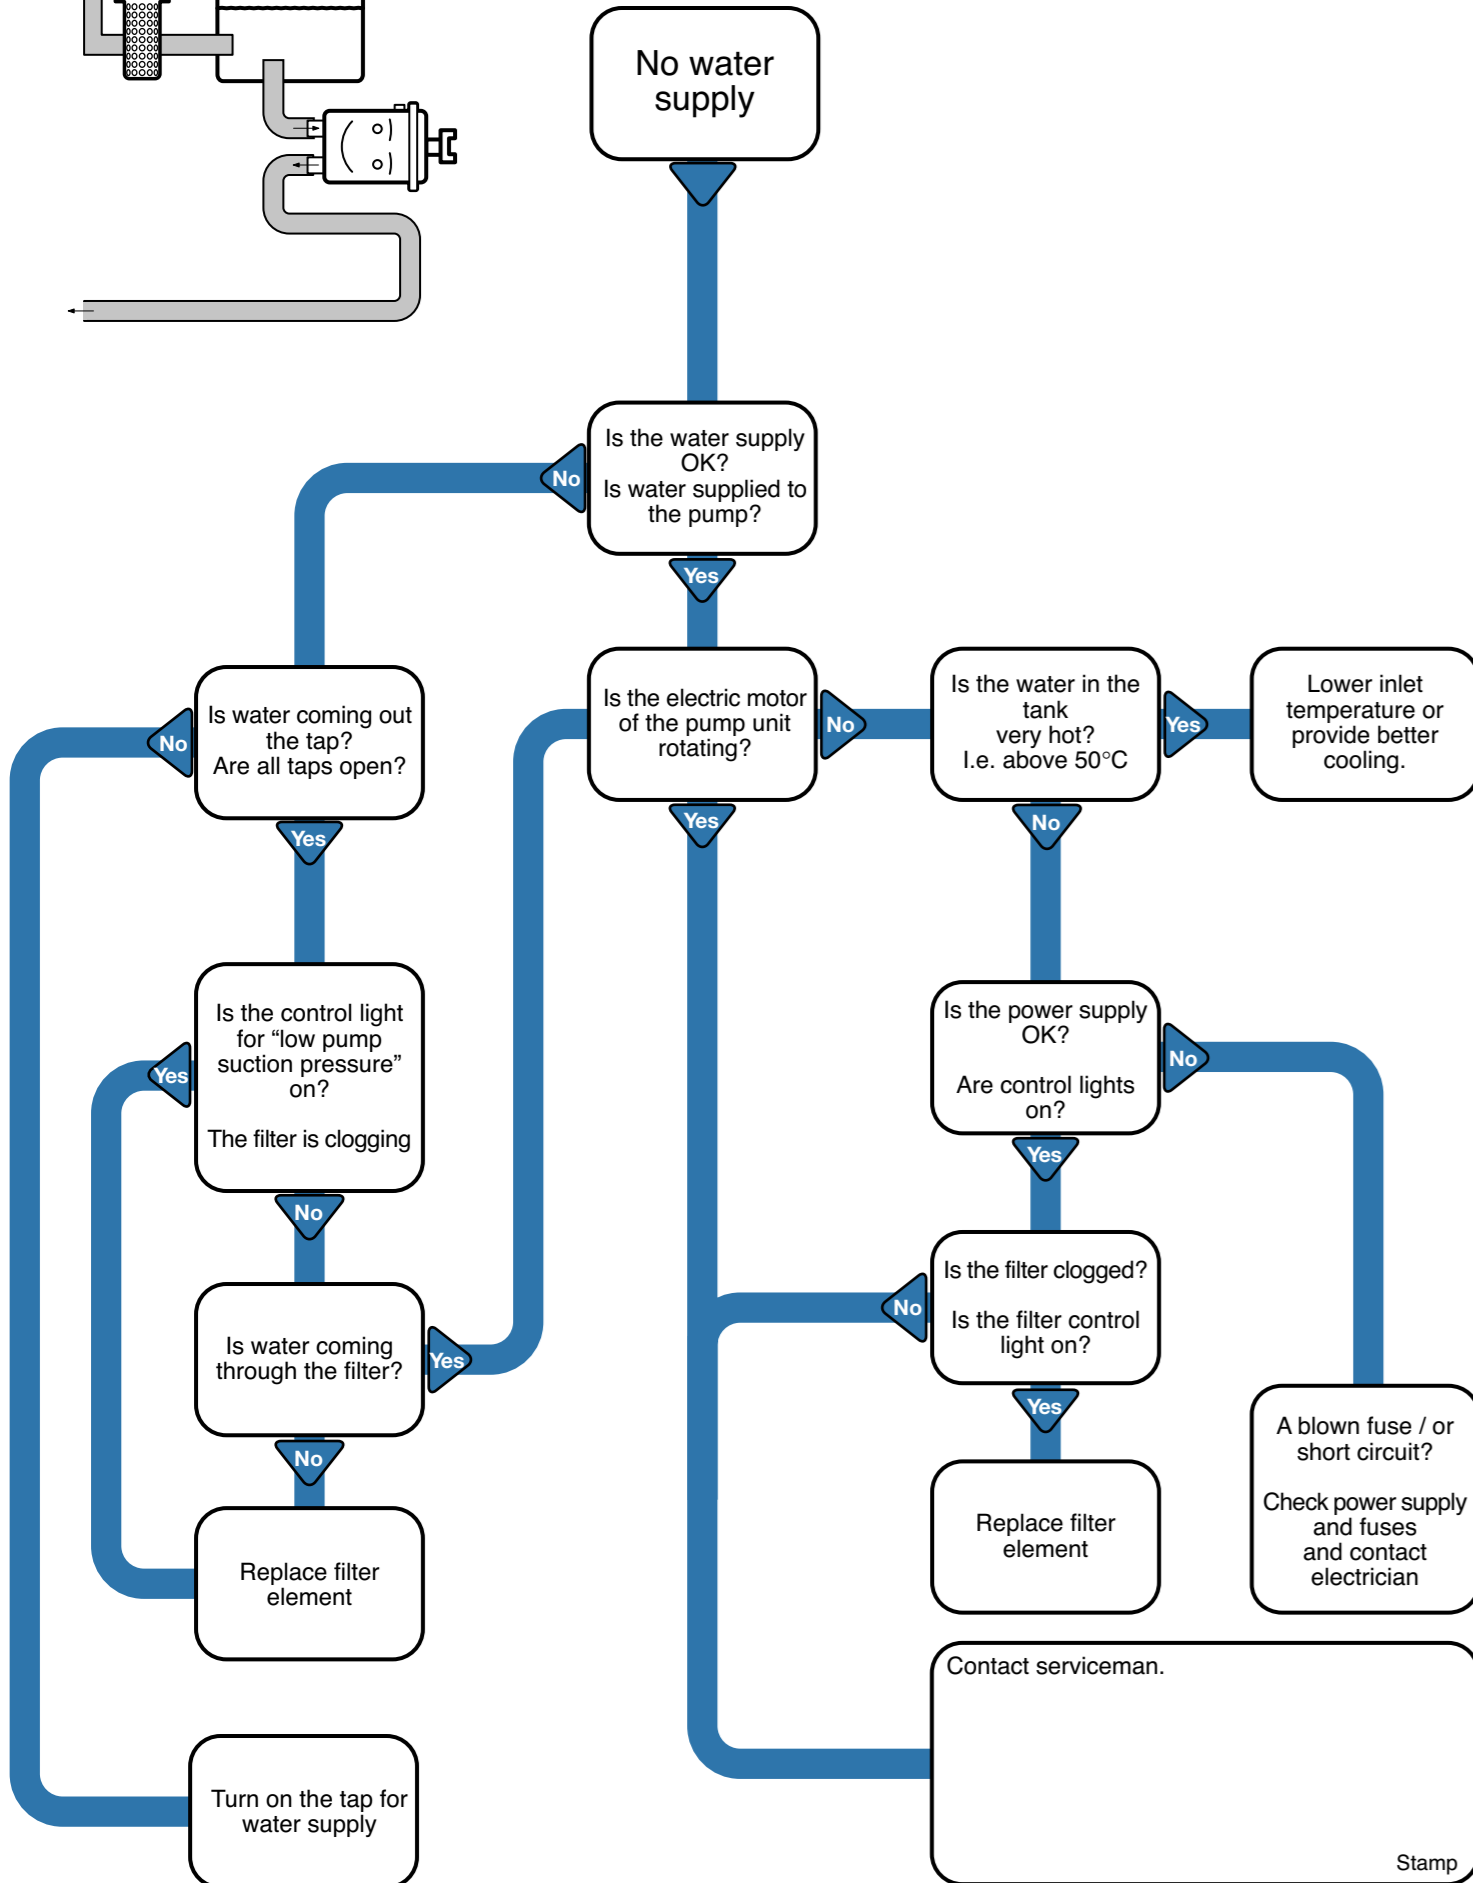 No water
supply
Is the water supply
OK?
Is water supplied to
the pump?
No
Yes
Is water coming out
the tap?
Are all taps open?
No
Yes
Is the electric motor
of the pump unit
rotating?
No
Yes
Is the water in the
tank
very hot?
I.e. above 50°C
Yes
No
Lower inlet
temperature or
provide better
cooling.
Is the control light
for “low pump
suction pressure”
on?
The filter is clogging
Yes
No
Is the power supply
OK?
Are control lights
on?
No
Yes
Is water coming
through the filter?
Yes
No
Is the filter clogged?
Is the filter control
light on?
No
Yes
A blown fuse / or
short circuit?
Check power supply
and fuses
and contact
electrician
Replace filter
element
Replace filter
element
Turn on the tap for
water supply
Contact serviceman.
Stamp